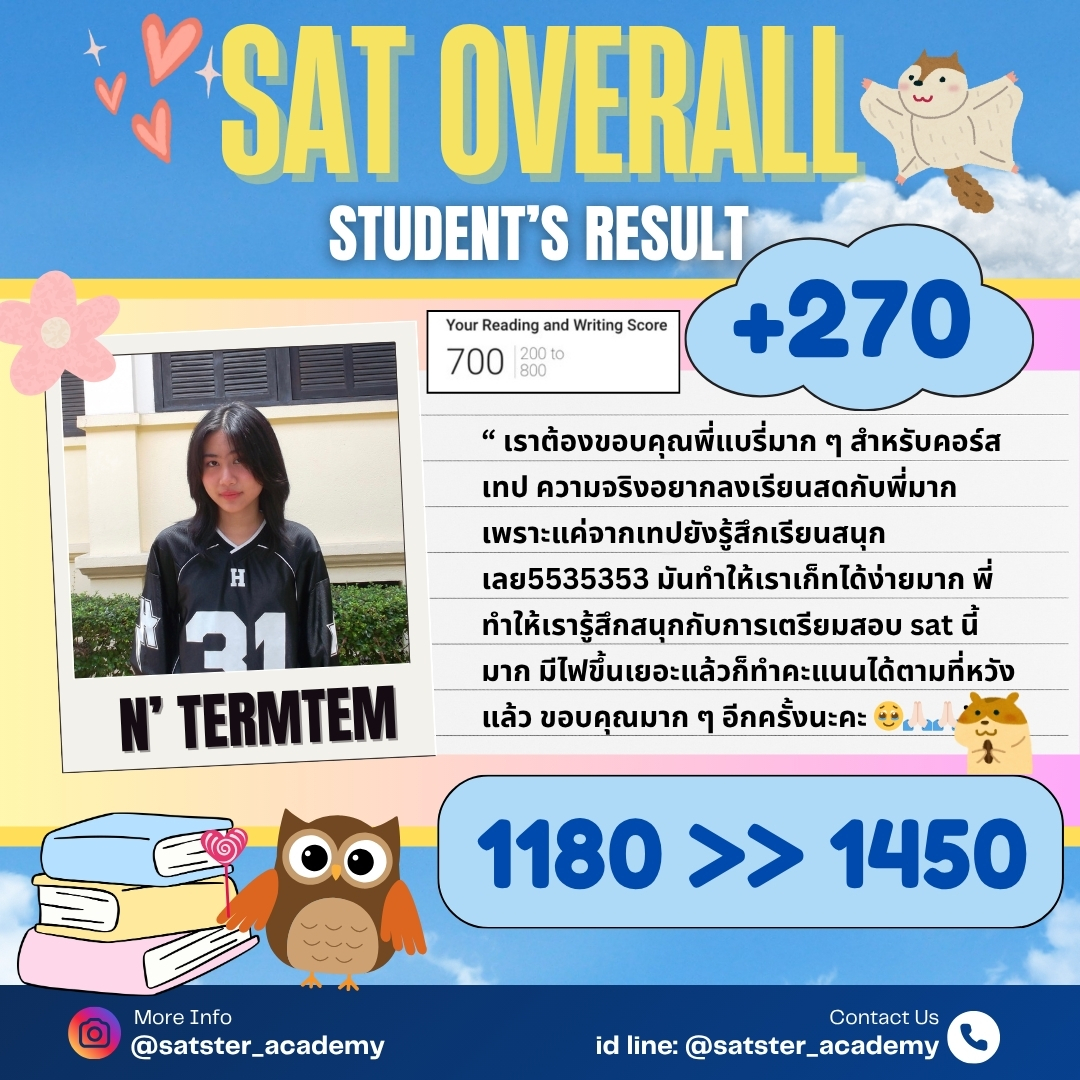 SAT OVERALL
STUDENT'S RESULT
+270
Your Reading and Writing Score
700
200 to
800
“ เราต้องขอบคุณพี่แบรี่มาก ๆ สำหรับคอร์ส
เทป ความจริงอยากลงเรียนสดกับพี่มาก
เพราะแค่จากเทปยังรู้สึกเรียนสนุก
เลย5535353 มันทำให้เราเก็ทได้ง่ายมาก พี่
ทำให้เรารู้สึกสนุกกับการเตรียมสอบ sat นี้
มาก มีไฟขึ้นเยอะแล้วก็ทำคะแนนได้ตามที่หวัง
แล้ว ขอบคุณมาก ๆ อีกครั้งนะคะ 🥹🙏🏻🙏🏻
H
31
N' TERMTEM
1180 >> 1450
More Info
@satster_academy
Contact Us
id line: @satster_academy